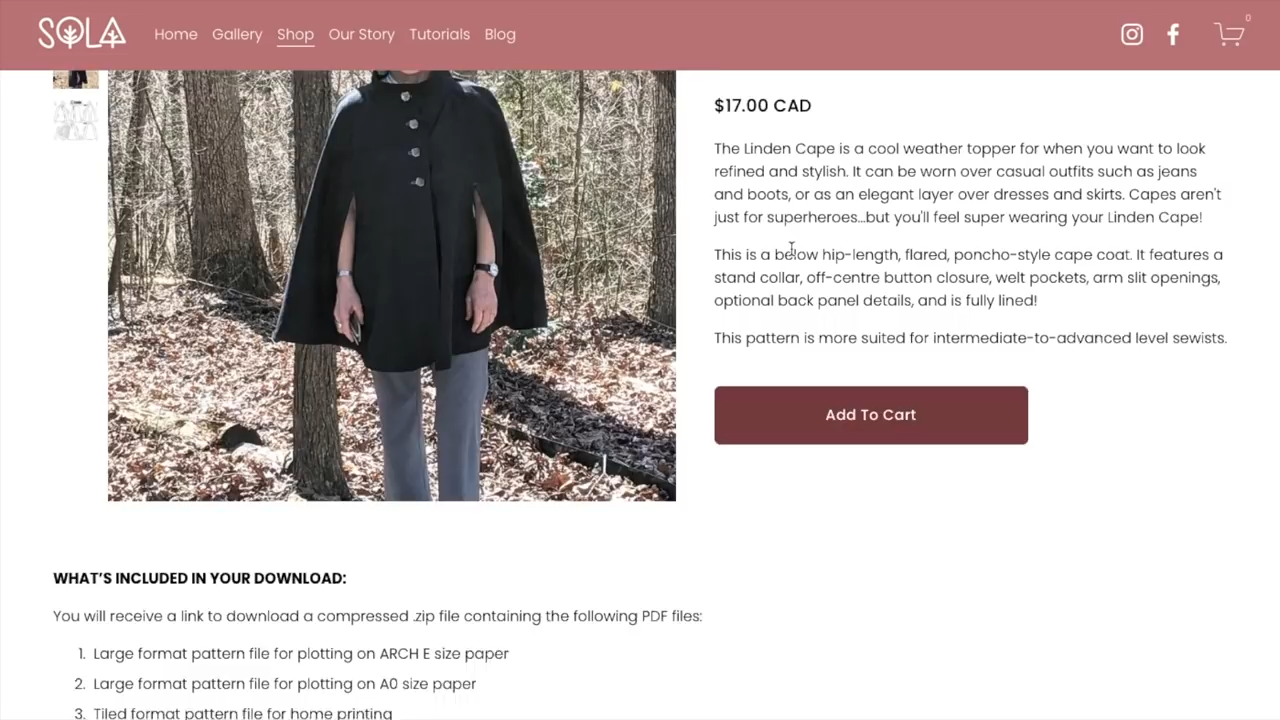 SOLA
Home Gallery Shop Our Story Tutorials Blog
0
$17.00 CAD
The Linden Cape is a cool weather topper for when you want to look
refined and stylish. It can be worn over casual outfits such as jeans
and boots, or as an elegant layer over dresses and skirts. Capes aren't
just for superheroes...but you'll feel super wearing your Linden Cape!
This is a below hip-length, flared, poncho-style cape coat. It features a
stand collar, off-centre button closure, welt pockets, arm slit openings,
optional back panel details, and is fully lined!
This pattern is more suited for intermediate-to-advanced level sewists.
Add To Cart
WHAT'S INCLUDED IN YOUR DOWNLOAD:
You will receive a link to download a compressed .zip file containing the following PDF files:
1. Large format pattern file for plotting on ARCH E size paper
2. Large format pattern file for plotting on A0 size paper
3. Tiled format pattern file for home printing